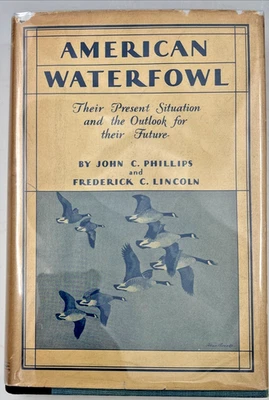 AMERICAN
WATERFOWL
Their Present Situation
and the Outlook for
their Future
BY JOHN C. PHILLIPS
and
FREDERICK C. LINCOLN